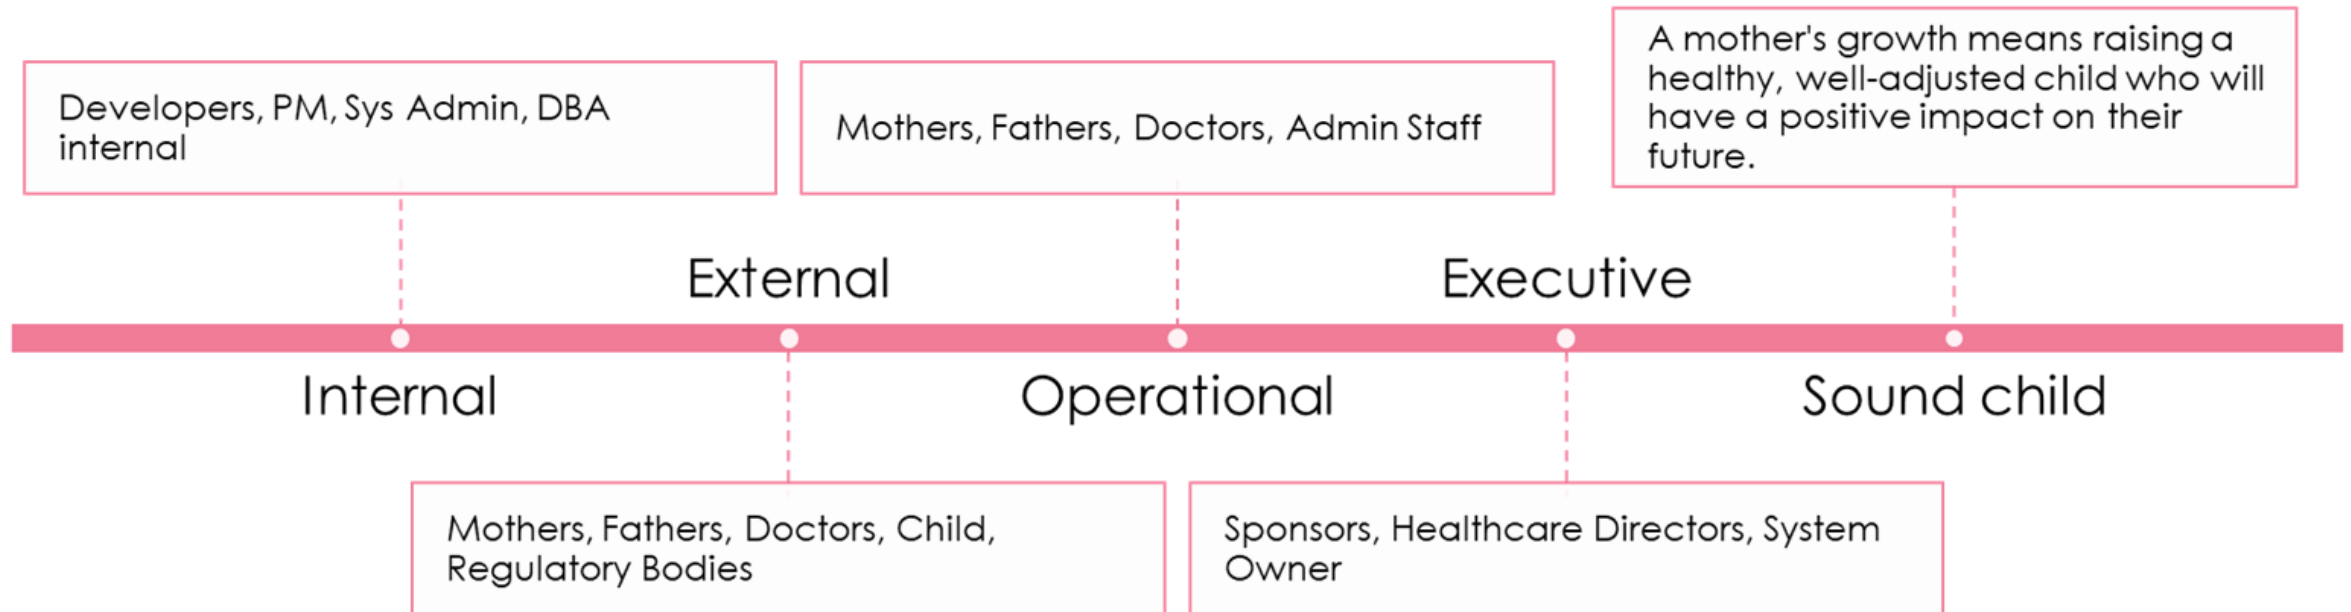 Developers, PM, Sys Admin, DBA
internal
Mothers, Fathers, Doctors, Admin Staff
A mother's growth means raising a
healthy, well-adjusted child who will
have a positive impact on their
future.
External
Executive
Internal
Operational
Sound child
Mothers, Fathers, Doctors, Child,
Regulatory Bodies
Sponsors, Healthcare Directors, System
Owner